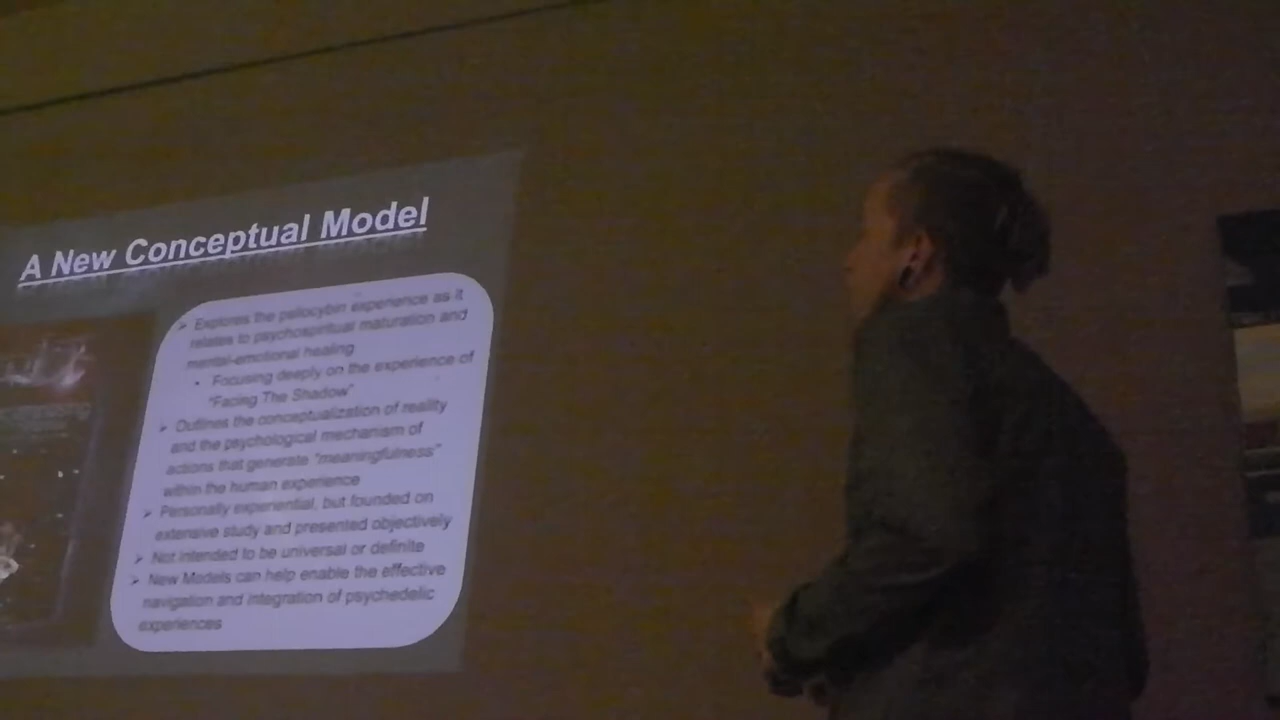 A New Conceptual Model
➢ Explores the psilocybin experience as it
relates to psychospiritual maturation and
mental-emotional healing
• Focusing deeply on the experience of
"Facing The Shadow"
➢ Outlines the conceptualization of reality
and the psychological mechanism of
actions that generate "meaningfulness"
within the human experience
➢ Personally experiential, but founded on
extensive study and presented objectively
➢ Not intended to be universal or definite
➢ New Models can help enable the effective
navigation and integration of psychedelic
experiences